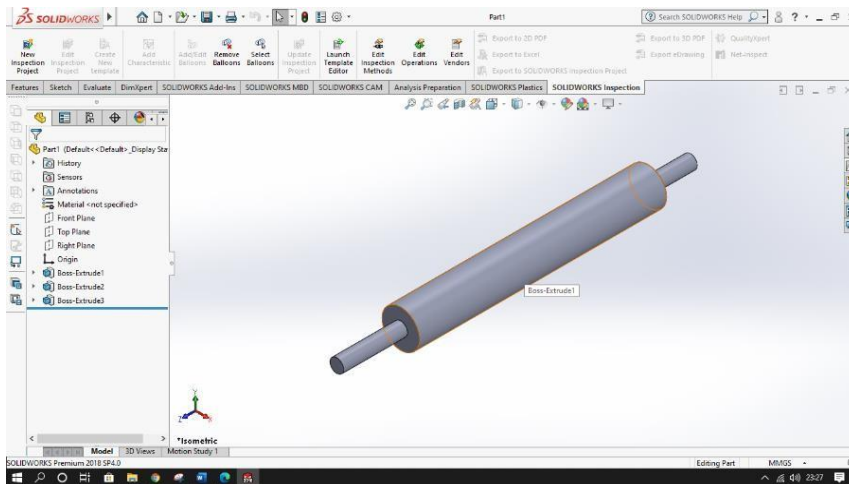 SOLIDWORKS
Part1
Search SOLIDWORKS Help
New Inspection Project
Edit Inspection Project
Create New template
Add Characteristic
Add/Edit Balloons
Remove Balloons
Select Balloons
Update Inspection Project
Launch Template Editor
Edit Inspection Methods
Edit Operations
Edit Vendors
Export to 2D PDF
Export to Excel
Export to SOLIDWORKS Inspection Project
Export to 3D PDF
Export eDrawing
QualityXpert
Net-Inspect
Features Sketch Evaluate DimXpert SOLIDWORKS Add-Ins SOLIDWORKS MBD SOLIDWORKS CAM Analysis Preparation SOLIDWORKS Plastics SOLIDWORKS Inspection
Part1 (Default<<Default>_Display Sta
History
Sensors
Annotations
Material <not specified>
Front Plane
Top Plane
Right Plane
Origin
Boss-Extrude1
Boss-Extrude2
Boss-Extrude3
Boss-Extrude1
Y
Z
X
*Isometric
Model 3D Views Motion Study 1
SOLIDWORKS Premium 2018 SP4.0
Editing Part MMGS
23:27